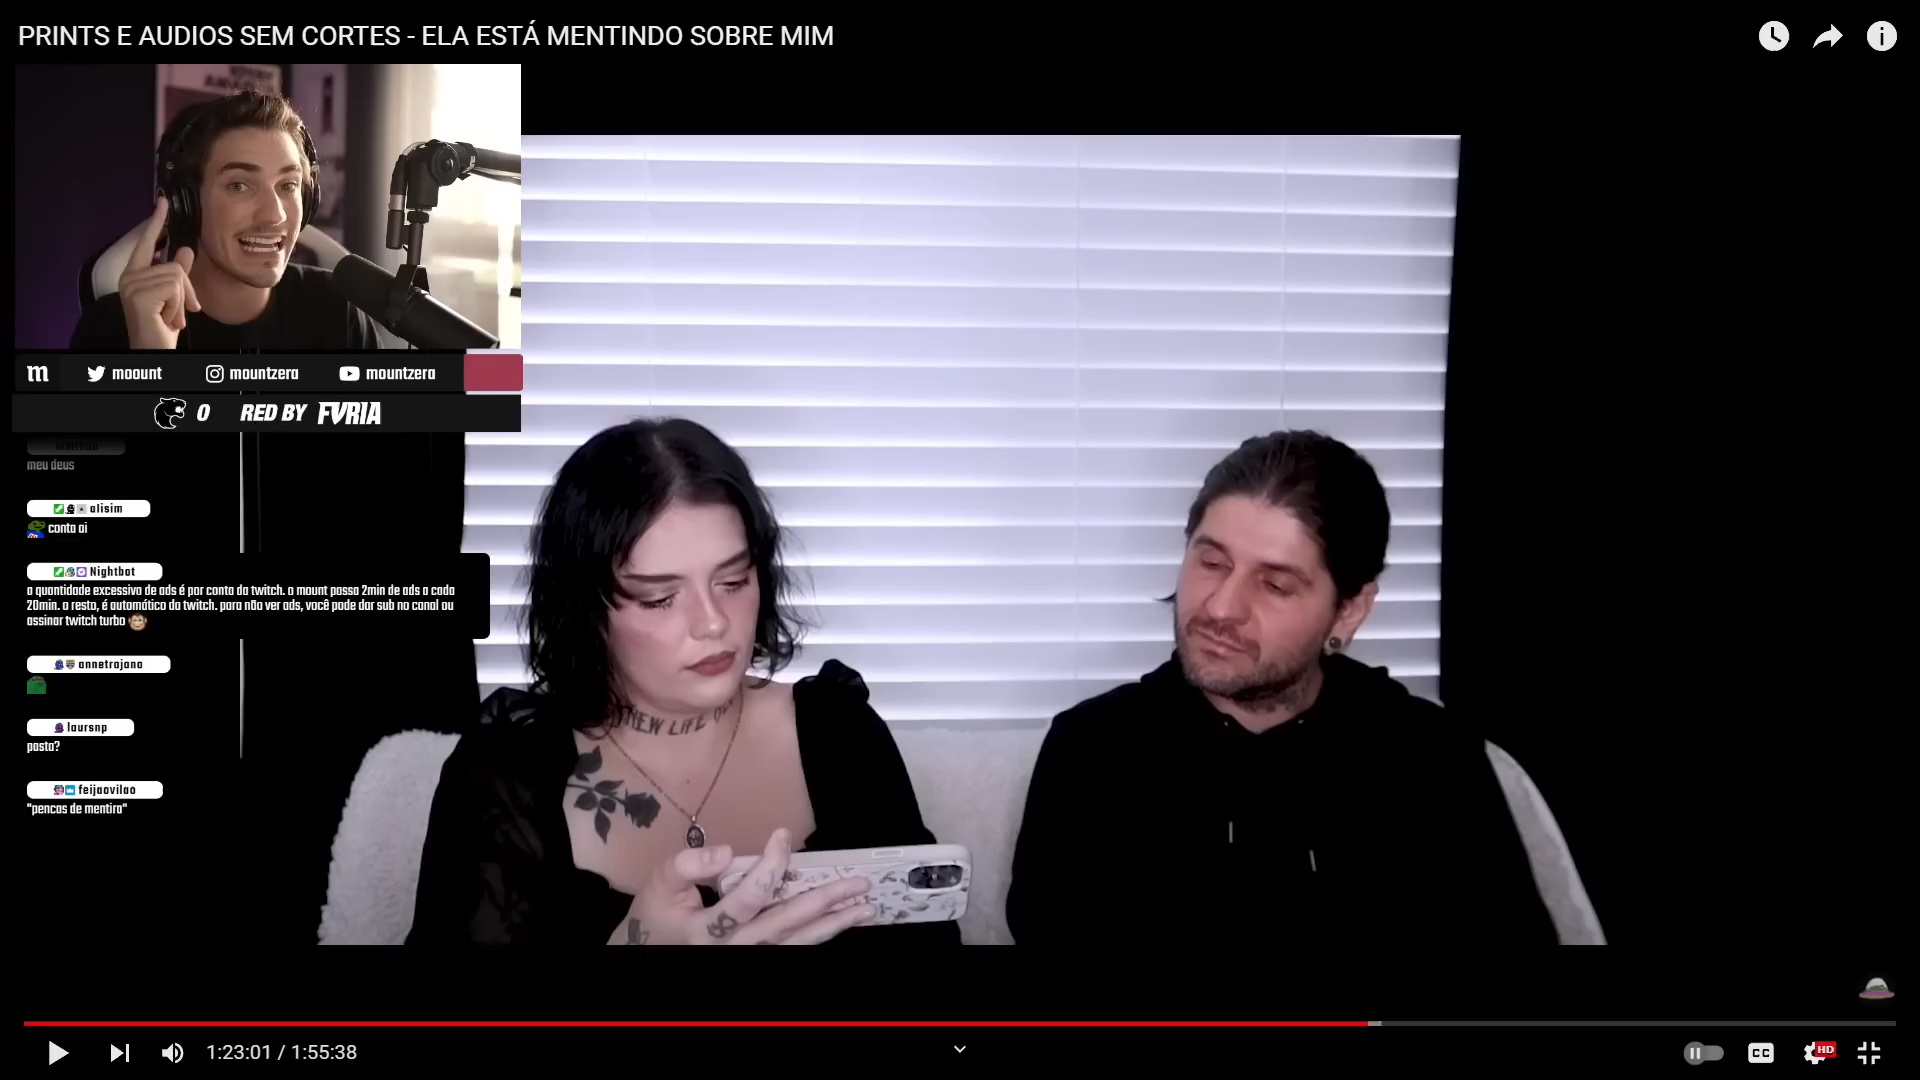 PRINTS E AUDIOS SEM CORTES - ELA ESTÁ MENTINDO SOBRE MIM
m moount mountzera mountzera
0 RED BY FVRIA
meu deus
alisim
conta ai
Nightbot
a quantidade excessiva de ads é por conta da twitch. o mount passa 2min de ads a cada
20min. o resto, é automático da twitch. para não ver ads, você pode dar sub no canal ou
assinar twitch turbo
annetrajano
laursnp
pasta?
feijaovilao
"pencas de mentira"
NEW LIFE
1:23:01 / 1:55:38
CC
HD